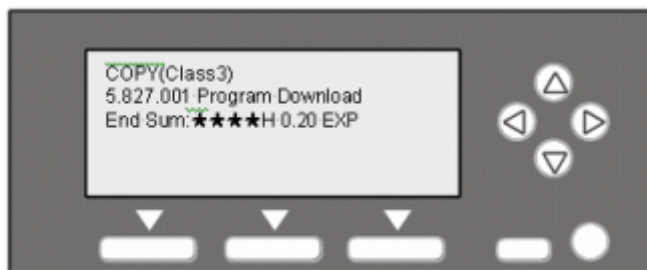 COPY(Class3)
5.827.001 Program Download
End Sum:★★★★H 0.20 EXP